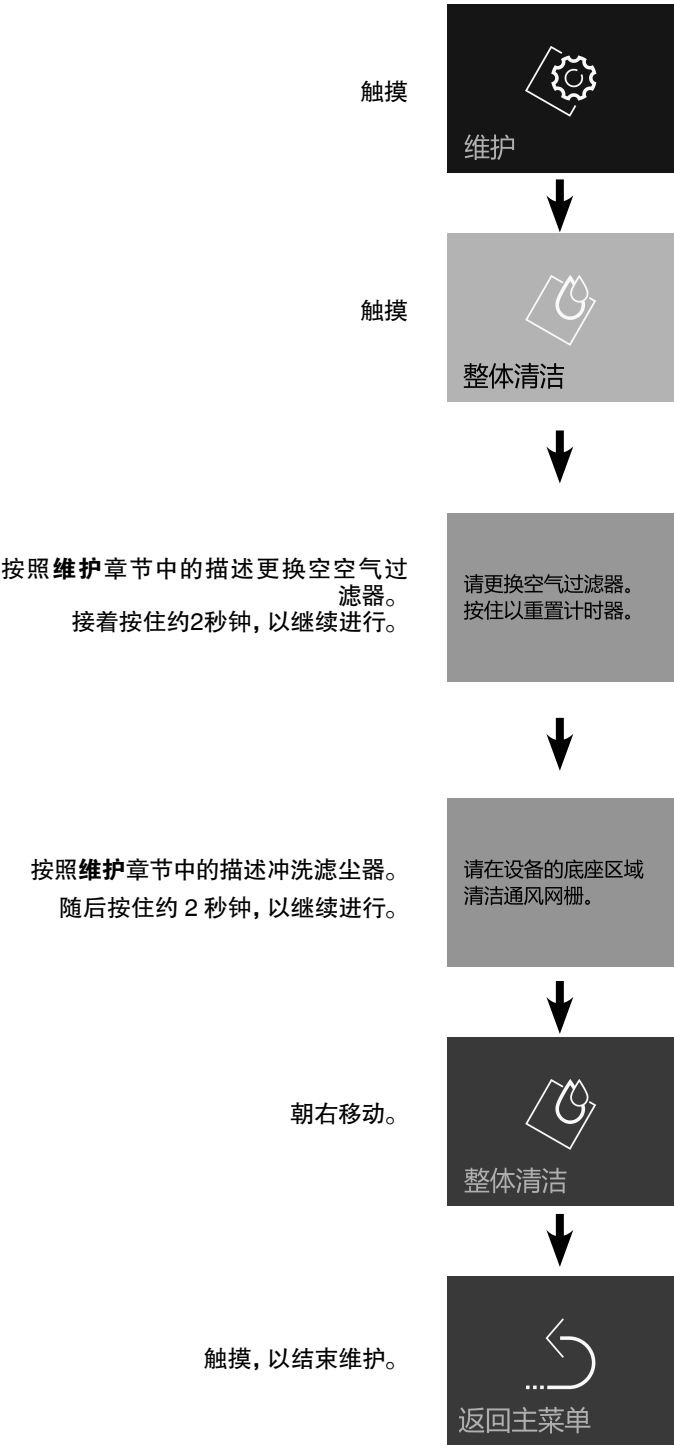 触摸
维护
触摸
整体清洁
按照维护章节中的描述更换空空气过
滤器。
接着按住约2秒钟，以继续进行。
请更换空气过滤器。
按住以重置计时器。
按照维护章节中的描述冲洗滤尘器。
随后按住约 2 秒钟，以继续进行。
请在设备的底座区域
清洁通风网栅。
朝右移动。
整体清洁
触摸，以结束维护。
返回主菜单